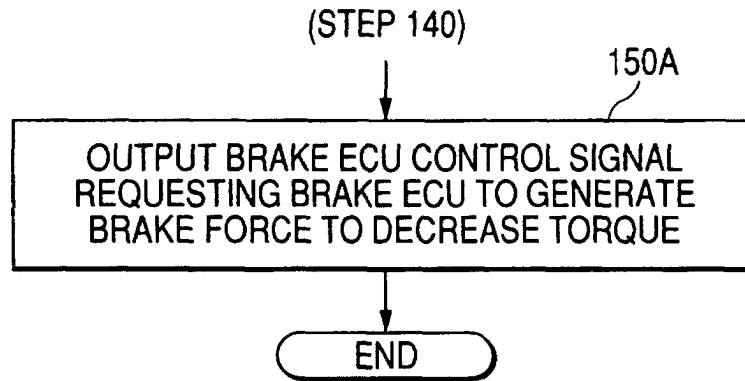 (STEP 140)
150A
OUTPUT BRAKE ECU CONTROL SIGNAL
REQUESTING BRAKE ECU TO GENERATE
BRAKE FORCE TO DECREASE TORQUE
END